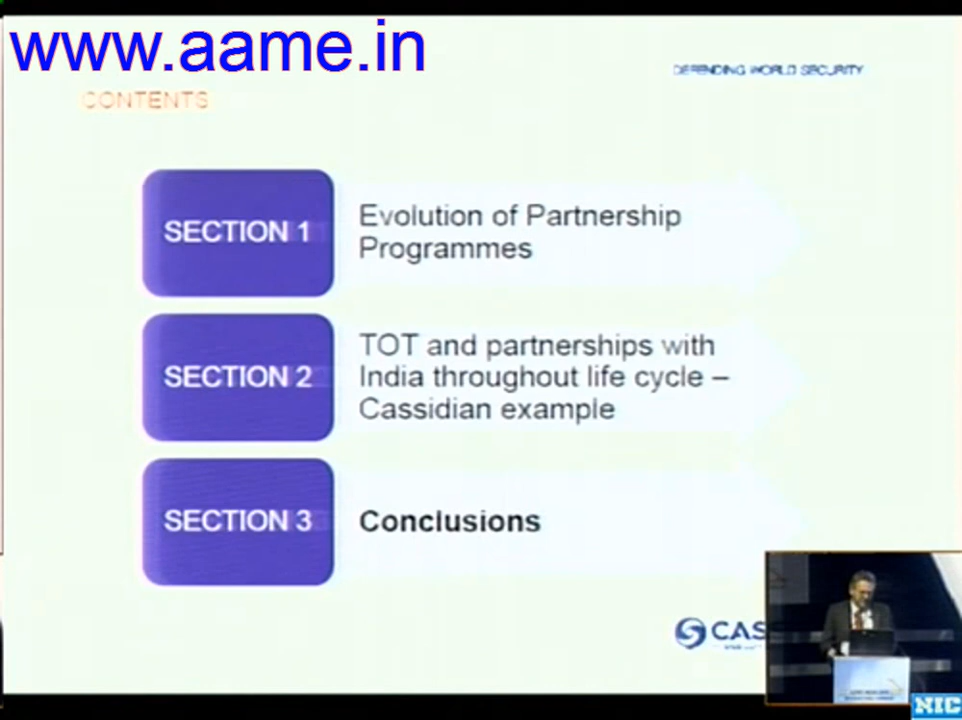 www.aame.in
DEFENDING WORLD SECURITY
CONTENTS
SECTION 1
Evolution of Partnership
Programmes
SECTION 2
TOT and partnerships with
India throughout life cycle –
Cassidian example
SECTION 3
Conclusions
CAS
NIC